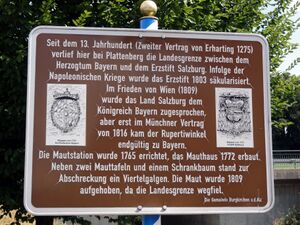 Seit dem 13. Jahrhundert (Zweiter Vertrag von Erharting 1275)
verlief hier bei Plattenberg die Landesgrenze zwischen dem
Herzogtum Bayern und dem Erzstift Salzburg. Infolge der
Napoleonischen Kriege wurde das Erzstift 1803 säkularisiert.
Im Frieden von Wien (1809)
wurde das Land Salzburg dem
Königreich Bayern zugesprochen,
aber erst im Münchner Vertrag
von 1816 kam der Rupertiwinkel
endgültig zu Bayern.
Die Mautstation wurde 1765 errichtet, das Mauthaus 1772 erbaut.
Neben zwei Mauttafeln und einem Schrankbaum stand zur
Abschreckung ein Viertelgalgen. Die Maut wurde 1809
aufgehoben, da die Landesgrenze wegfiel.
Die Gemeinde Burgkirchen a.d.Alz